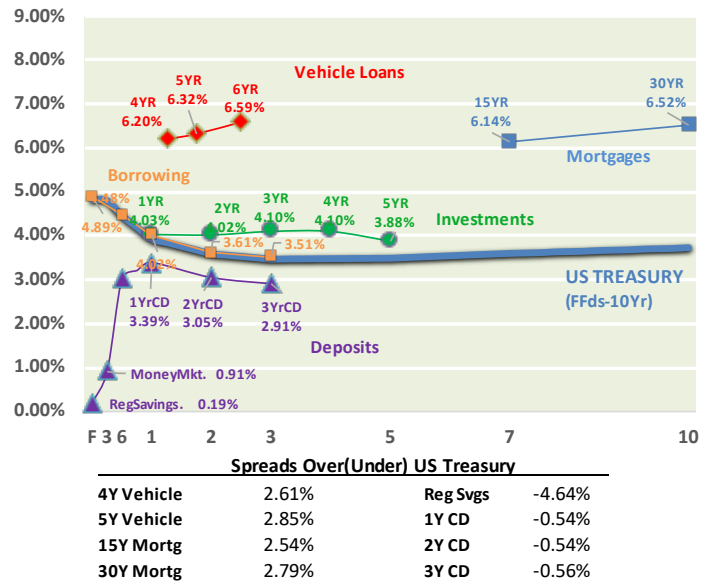 9.00%
8.00%
7.00%
6.00%
5.00%
4.00%
3.00%
2.00%
1.00%
0.00%
Vehicle Loans
4YR
6.20%
5YR
6.32%
6YR
6.59%
15YR
6.14%
30YR
6.52%
Mortgages
Borrowing
4.89%
1YR
4.03%
4.02%
2YR
4.02%
3.61%
3YR
4.10%
3.51%
4YR
4.10%
5YR
3.88%
Investments
US TREASURY
(FFds-10Yr)
1YrCD
3.39%
2YrCD
3.05%
3YrCD
2.91%
Deposits
MoneyMkt. 0.91%
RegSavings. 0.19%
F 3 6 1 2 3 5 7 10
Spreads Over(Under) US Treasury
4Y Vehicle 2.61% Reg Svgs -4.64%
5Y Vehicle 2.85% 1Y CD -0.54%
15Y Mortg 2.54% 2Y CD -0.54%
30Y Mortg 2.79% 3Y CD -0.56%